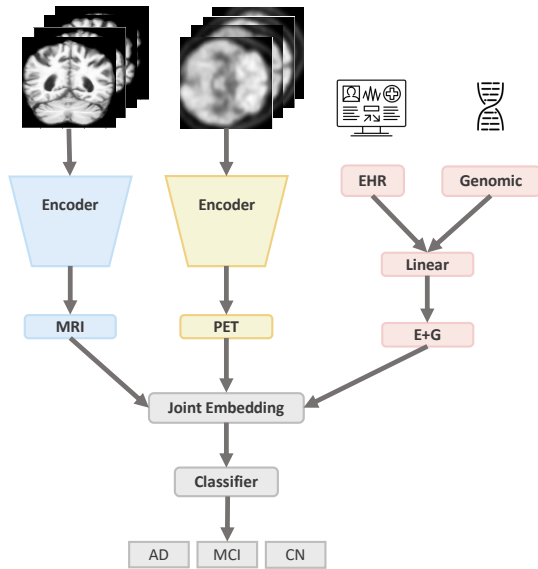 EHR
Genomic
Encoder
Encoder
Linear
MRI
PET
E+G
Joint Embedding
Classifier
AD
MCI
CN